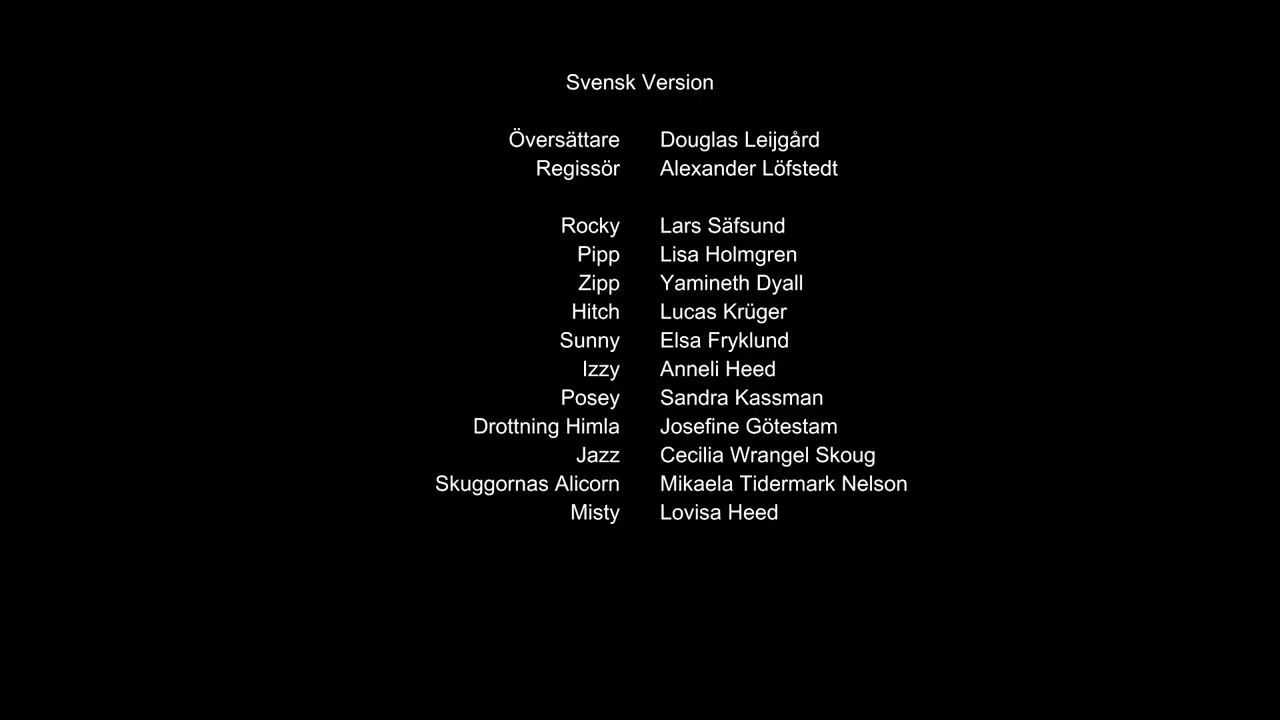 Svensk Version
Översättare Douglas Leijgård
Regissör Alexander Löfstedt
Rocky Lars Säfsund
Pipp Lisa Holmgren
Zipp Yamineth Dyall
Hitch Lucas Krüger
Sunny Elsa Fryklund
Izzy Anneli Heed
Posey Sandra Kassman
Drottning Himla Josefine Götestam
Jazz Cecilia Wrangel Skoug
Skuggornas Alicorn Mikaela Tidermark Nelson
Misty Lovisa Heed